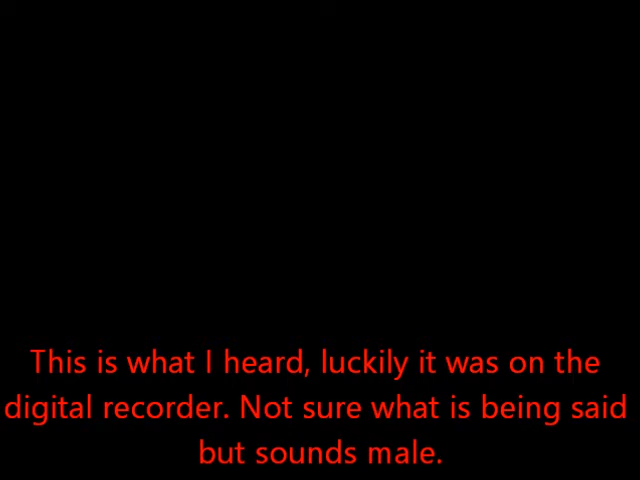 This is what I heard, luckily it was on the
digital recorder. Not sure what is being said
but sounds male.